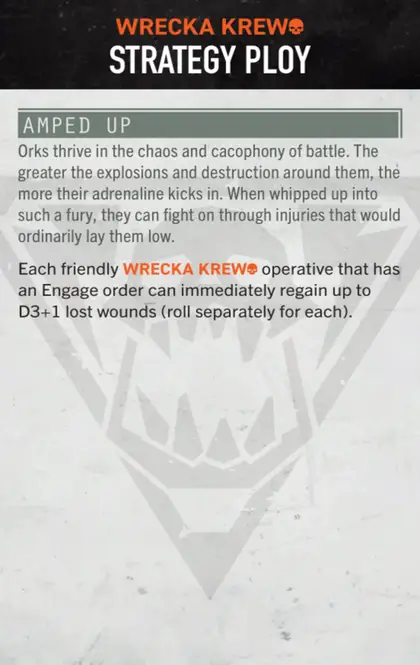 WRECKA KREW
STRATEGY PLOY
AMPED UP
Orks thrive in the chaos and cacophony of battle. The
greater the explosions and destruction around them, the
more their adrenaline kicks in. When whipped up into
such a fury, they can fight on through injuries that would
ordinarily lay them low.
Each friendly WRECKA KREW operative that has
an Engage order can immediately regain up to
D3+1 lost wounds (roll separately for each).